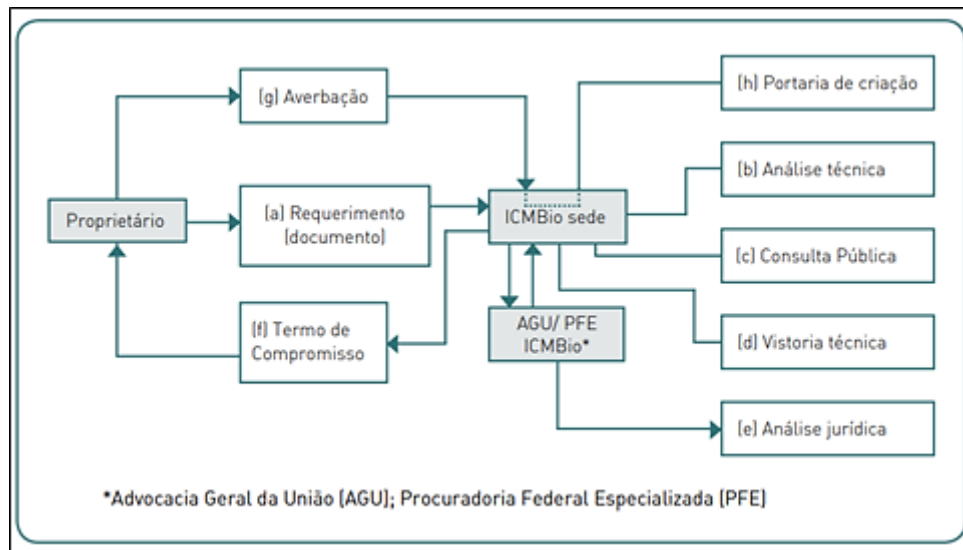 (g) Averbação
(h) Portaria de criação
(b) Análise técnica
Proprietário
(a) Requerimento
(documento)
ICMBio sede
(c) Consulta Pública
(f) Termo de
Compromisso
AGU/ PFE
ICMBio*
(d) Vistoria técnica
(e) Análise jurídica
*Advocacia Geral da União (AGU); Procuradoria Federal Especializada (PFE)